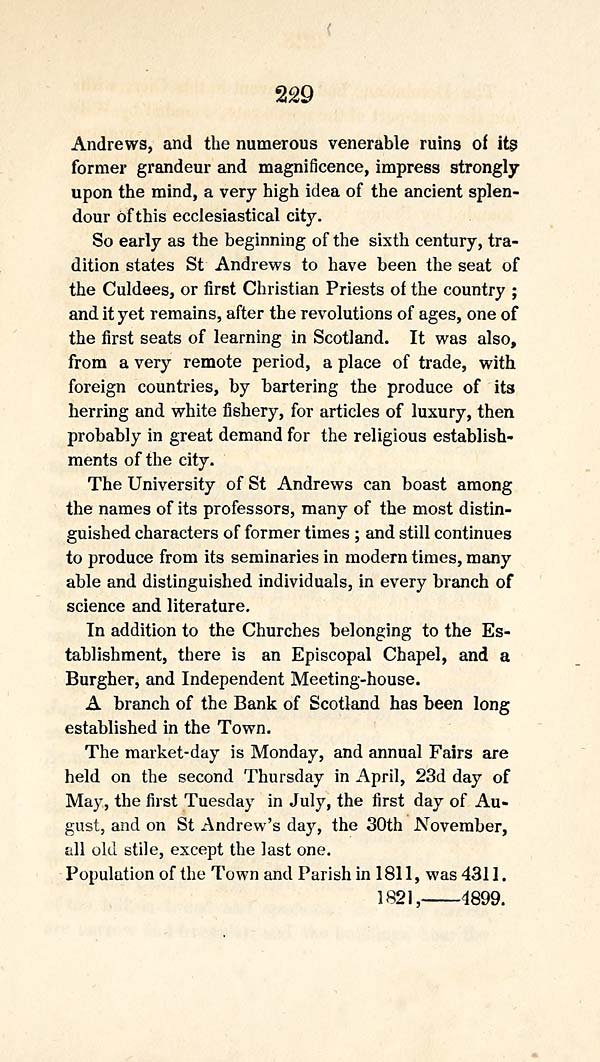 229
Andrews, and the numerous venerable ruins of its
former grandeur and magnificence, impress strongly
upon the mind, a very high idea of the ancient splen-
dour of this ecclesiastical city.
So early as the beginning of the sixth century, tra-
dition states St Andrews to have been the seat of
the Culdees, or first Christian Priests of the country ;
and it yet remains, after the revolutions of ages, one of
the first seats of learning in Scotland. It was also,
from a very remote period, a place of trade, with
foreign countries, by bartering the produce of its
herring and white fishery, for articles of luxury, then
probably in great demand for the religious establish-
ments of the city.
The University of St Andrews can boast among
the names of its professors, many of the most distin-
guished characters of former times ; and still continues
to produce from its seminaries in modern times, many
able and distinguished individuals, in every branch of
science and literature.
In addition to the Churches belonging to the Es-
tablishment, there is an Episcopal Chapel, and a
Burgher, and Independent Meeting-house.
A branch of the Bank of Scotland has been long
established in the Town.
The market-day is Monday, and annual Fairs are
held on the second Thursday in April, 23d day of
May, the first Tuesday in July, the first day of Au-
gust, and on St Andrew's day, the 30th November,
all old stile, except the last one.
Population of the Town and Parish in 1811, was 4311.
1821,——4899.